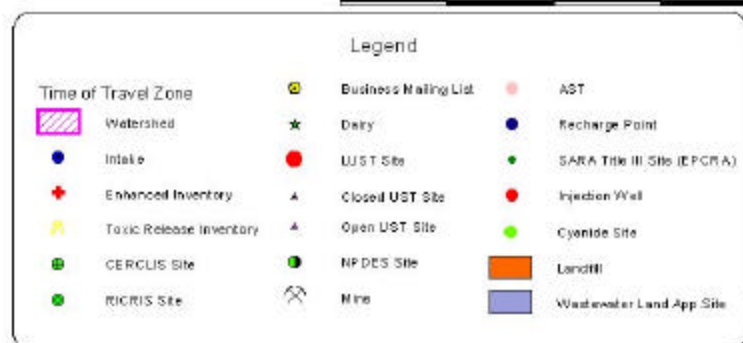 Legend
Time of Travel Zone
Watershed
Intake
Enhanced Inventory
Toxic Release Inventory
CERCLIS Site
RICRIS Site
Business Mailing List
Dairy
LUST Site
Closed UST Site
Open UST Site
NPDES Site
Mine
AST
Recharge Point
SARA Title III Site (EPCRA)
Injection Well
Cyanide Site
Landfill
Wastewater Land App Site